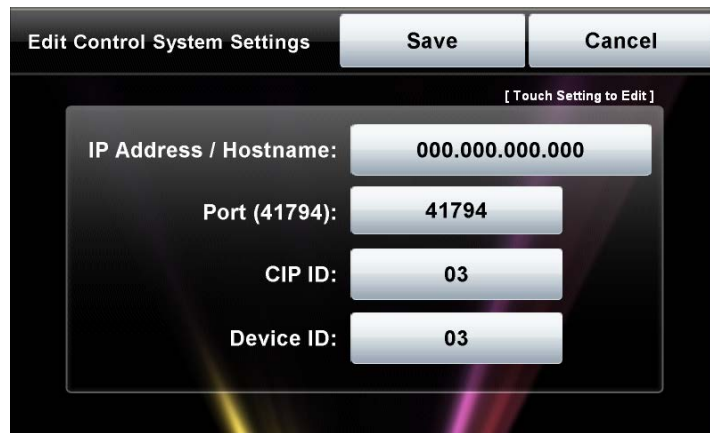 Edit Control System Settings Save Cancel
[ Touch Setting to Edit ]
IP Address / Hostname: 000.000.000.000
Port (41794): 41794
CIP ID: 03
Device ID: 03